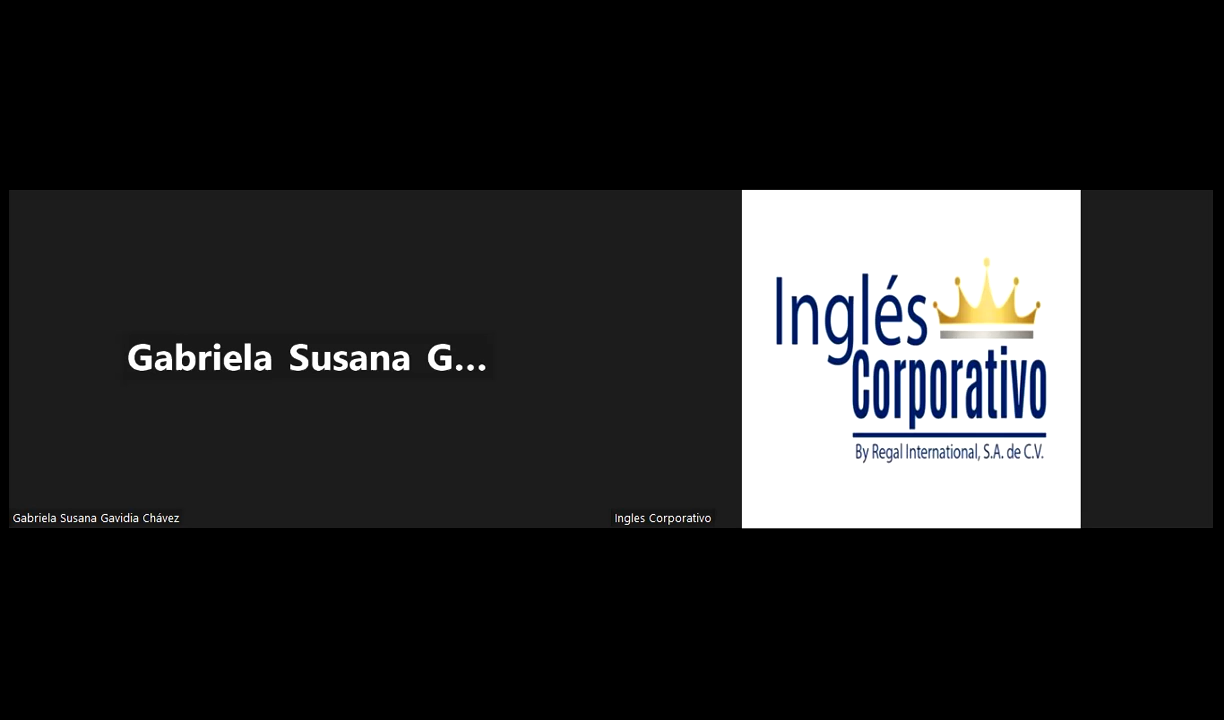 Gabriela Susana G...
Gabriela Susana Gavidia Chávez
Inglés
Corporativo
By Regal International, S.A. de C.V.
Ingles Corporativo